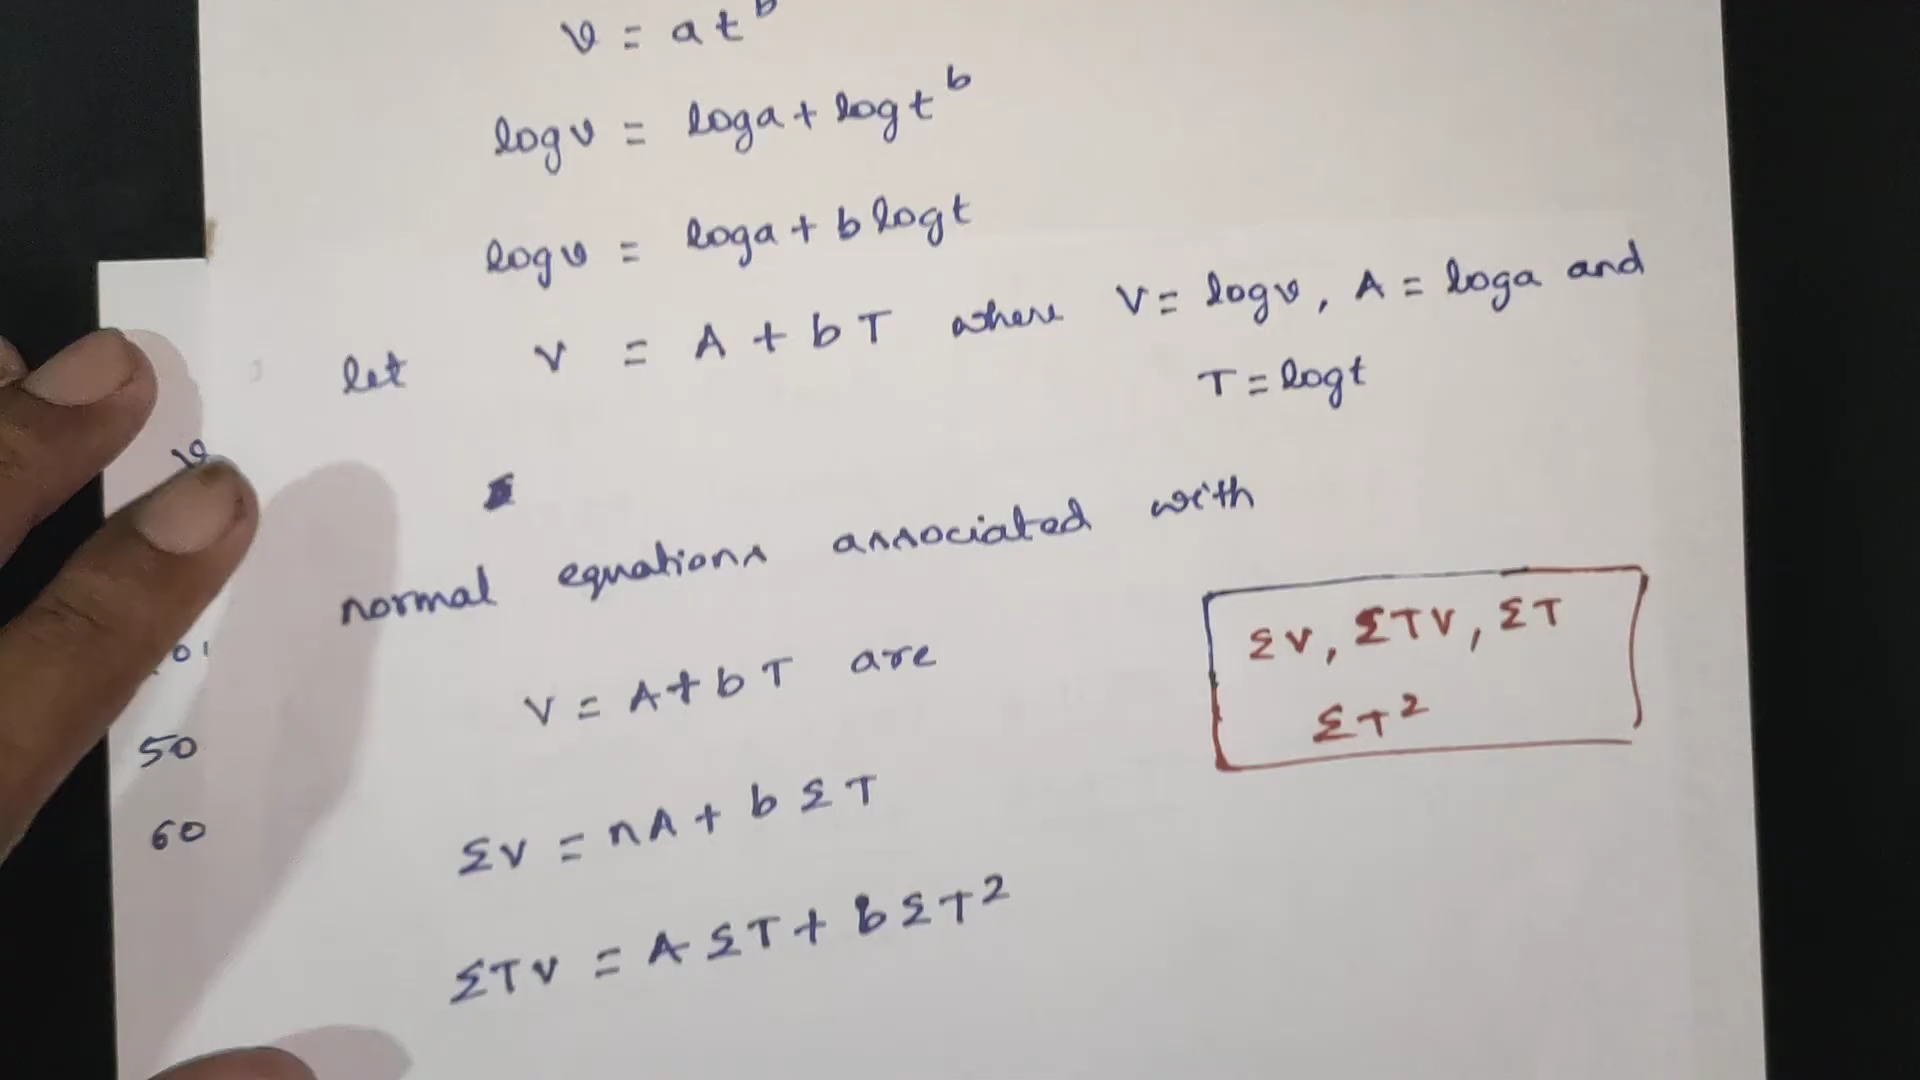 v = at^b
log v = log a + log t^b
log v = log a + b log t
let V = A + bT where V = log v, A = log a and
T = log t
v
normal equations associated with
V = A + bT are
ΣV, ΣTV, ΣT
ΣT²
01
50
60
ΣV = nA + bΣT
ΣTV = AΣT + bΣT²